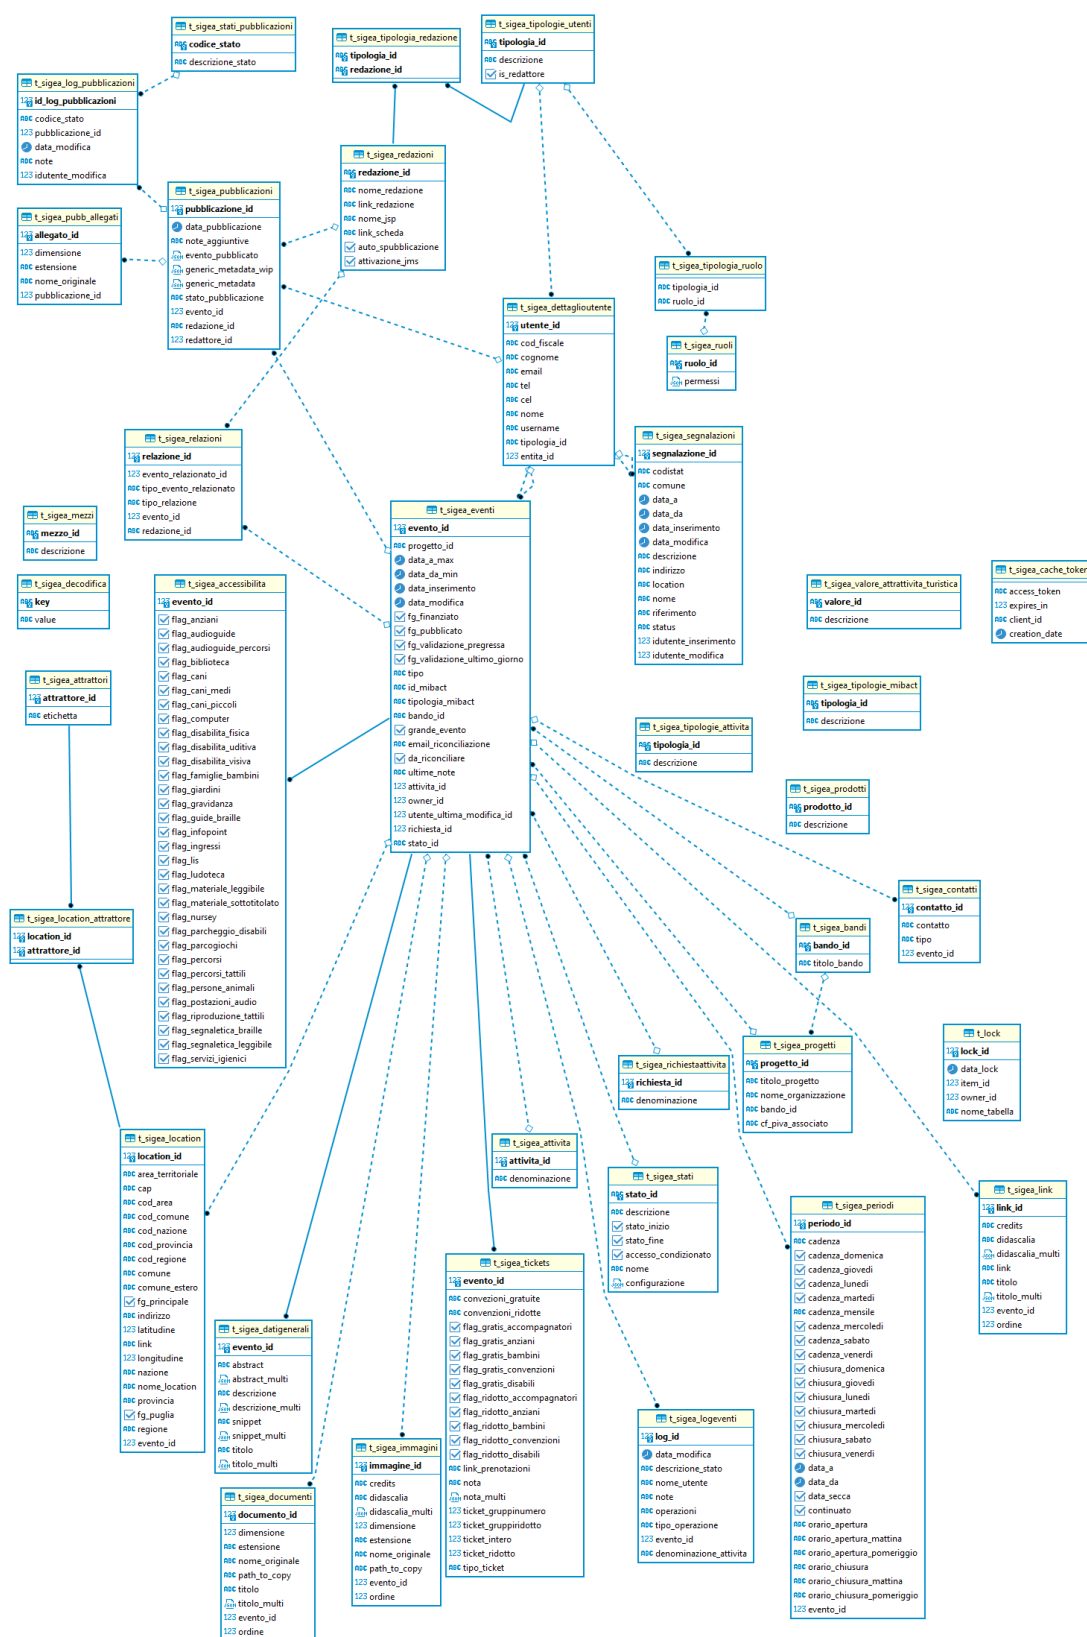 t_sigea_stati_pubblicazioni
codice_stato
descrizione_stato
t_sigea_tipologia_redazione
tipologia_id
redazione_id
t_sigea_tipologie_utenti
tipologia_id
descrizione
is_redattore
t_sigea_log_pubblicazioni
id_log_pubblicazioni
codice_stato
pubblicazione_id
data_modifica
note
idutente_modifica
t_sigea_redazioni
redazione_id
nome_redazione
link_redazione
nome_jsp
link_scheda
auto_spubblicazione
attivazione_jms
t_sigea_pubblicazioni
pubblicazione_id
data_pubblicazione
note_aggiuntive
evento_pubblicato
generic_metadata_wip
generic_metadata
stato_pubblicazione
evento_id
redazione_id
redattore_id
t_sigea_pubb_allegati
allegato_id
dimensione
estensione
nome_originale
pubblicazione_id
t_sigea_tipologia_ruolo
tipologia_id
ruolo_id
t_sigea_dettaglioutente
utente_id
cod_fiscale
cognome
email
tel
cel
nome
username
tipologia_id
entita_id
t_sigea_ruoli
ruolo_id
permessi
t_sigea_relazioni
relazione_id
evento_relazionato_id
tipo_evento_relazionato
tipo_relazione
evento_id
redazione_id
t_sigea_segnalazioni
segnalazione_id
codistat
comune
data_a
data_da
data_inserimento
data_modifica
descrizione
indirizzo
location
nome
riferimento
status
idutente_inserimento
idutente_modifica
t_sigea_mezzi
mezzo_id
descrizione
t_sigea_eventi
evento_id
progetto_id
data_a_max
data_da_min
data_inserimento
data_modifica
fg_finanziato
fg_pubblicato
fg_validazione_pregressa
fg_validazione_ultimo_giorno
tipo
id_mibact
tipologia_mibact
bando_id
grande_evento
email_riconciliazione
da_riconciliare
ultime_note
attivita_id
owner_id
utente_ultima_modifica_id
richiesta_id
stato_id
t_sigea_decodifica
key
value
t_sigea_accessibilita
evento_id
flag_anziani
flag_audioguide
flag_audioguide_percorsi
flag_biblioteca
flag_cani
flag_cani_medi
flag_cani_piccoli
flag_computer
flag_disabilita_fisica
flag_disabilita_uditiva
flag_disabilita_visiva
flag_famiglie_bambini
flag_giardini
flag_gravidanza
flag_guide_braille
flag_infopoint
flag_ingressi
flag_lis
flag_ludoteca
flag_materiale_leggibile
flag_materiale_sottotitolato
flag_nursey
flag_parcheggio_disabili
flag_parcogiochi
flag_percorsi
flag_percorsi_tattili
flag_persone_animali
flag_postazioni_audio
flag_riproduzione_tattili
flag_segnaletica_braille
flag_segnaletica_leggibile
flag_servizi_igienici
t_sigea_valore_attrattivita_turistica
valore_id
descrizione
t_sigea_cache_token
access_token
expires_in
client_id
creation_date
t_sigea_attrattori
attrattore_id
etichetta
t_sigea_tipologie_mibact
tipologia_id
descrizione
t_sigea_tipologie_attivita
tipologia_id
descrizione
t_sigea_prodotti
prodotto_id
descrizione
t_sigea_contatti
contatto_id
contatto
tipo
evento_id
t_sigea_location_attrattore
location_id
attrattore_id
t_sigea_bandi
bando_id
titolo_bando
t_lock
lock_id
data_lock
item_id
owner_id
nome_tabella
t_sigea_progetti
progetto_id
titolo_progetto
nome_organizzazione
bando_id
cf_piva_associato
t_sigea_richiestaattivita
richiesta_id
denominazione
t_sigea_location
location_id
area_territoriale
cap
cod_area
cod_comune
cod_nazione
cod_provincia
cod_regione
comune
comune_estero
fg_principale
indirizzo
latitudine
link
longitudine
nazione
nome_location
provincia
fg_puglia
regione
evento_id
t_sigea_attivita
attivita_id
denominazione
t_sigea_stati
stato_id
descrizione
stato_inizio
stato_fine
accesso_condizionato
nome
configurazione
t_sigea_link
link_id
credits
didascalia
didascalia_multi
link
titolo
titolo_multi
evento_id
ordine
t_sigea_periodi
periodo_id
cadenza
cadenza_domenica
cadenza_giovedi
cadenza_lunedi
cadenza_martedi
cadenza_mensile
cadenza_mercoledi
cadenza_sabato
cadenza_venerdi
chiusura_domenica
chiusura_giovedi
chiusura_lunedi
chiusura_martedi
chiusura_mercoledi
chiusura_sabato
chiusura_venerdi
data_a
data_da
data_secca
continuato
orario_apertura
orario_apertura_mattina
orario_apertura_pomeriggio
orario_chiusura
orario_chiusura_mattina
orario_chiusura_pomeriggio
evento_id
t_sigea_tickets
evento_id
convezioni_gratuite
convenzioni_ridotte
flag_gratis_accompagnatori
flag_gratis_anziani
flag_gratis_bambini
flag_gratis_convenzioni
flag_gratis_disabili
flag_ridotto_accompagnatori
flag_ridotto_anziani
flag_ridotto_bambini
flag_ridotto_convenzioni
flag_ridotto_disabili
link_prenotazioni
nota
nota_multi
ticket_gruppinumero
ticket_gruppiridotto
ticket_intero
ticket_ridotto
tipo_ticket
t_sigea_datigenerali
evento_id
abstract
abstract_multi
descrizione
descrizione_multi
snippet
snippet_multi
titolo
titolo_multi
t_sigea_logeventi
log_id
data_modifica
descrizione_stato
nome_utente
note
operazioni
tipo_operazione
evento_id
denominazione_attivita
t_sigea_immagini
immagine_id
credits
didascalia
didascalia_multi
dimensione
estensione
nome_originale
path_to_copy
evento_id
ordine
t_sigea_documenti
documento_id
dimensione
estensione
nome_originale
path_to_copy
titolo
titolo_multi
evento_id
ordine